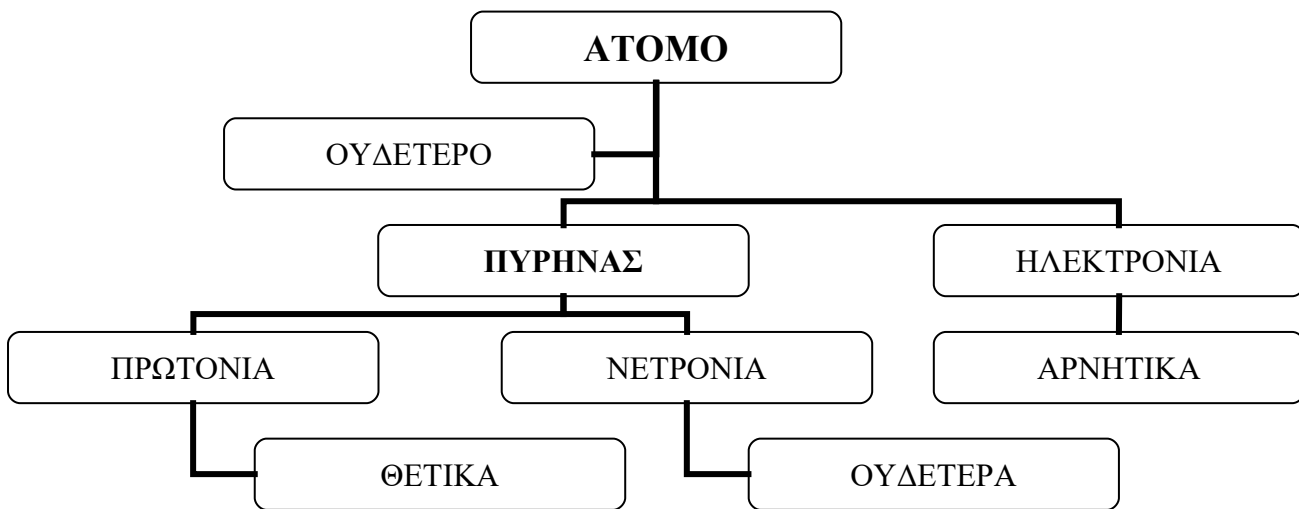 ΑΤΟΜΟ
ΟΥΔΕΤΕΡΟ
ΠΥΡΗΝΑΣ
ΗΛΕΚΤΡΟΝΙΑ
ΠΡΩΤΟΝΙΑ
ΝΕΤΡΟΝΙΑ
ΑΡΝΗΤΙΚΑ
ΘΕΤΙΚΑ
ΟΥΔΕΤΕΡΑ